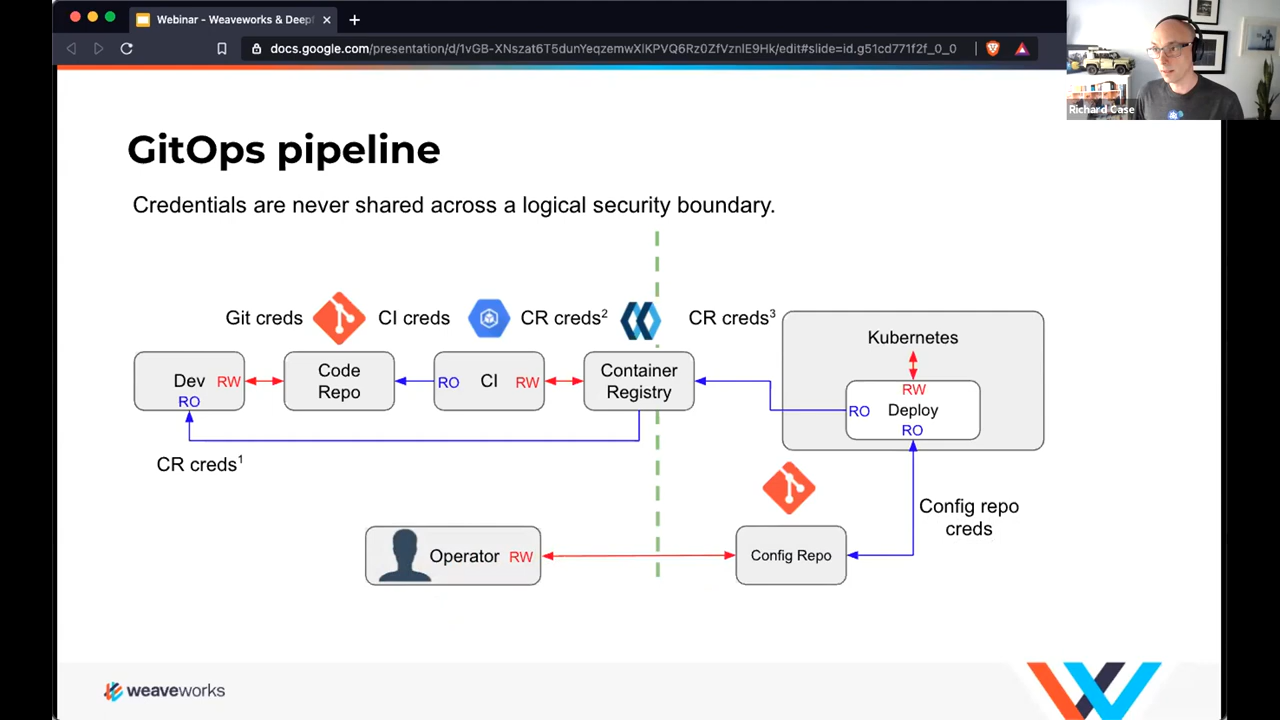 Webinar - Weaveworks & Deepf
docs.google.com/presentation/d/1vGB-XNszat6T5dunYeqzemwXlKPVQ6Rz0ZfVznlE9Hk/edit#slide=id.g51cd771f2f_0_0
Richard Case
GitOps pipeline
Credentials are never shared across a logical security boundary.
Git creds
CI creds
CR creds²
CR creds³
Kubernetes
Dev RW
RO
Code
Repo
RO CI RW
Container
Registry
RW
RO Deploy
RO
CR creds¹
Config repo
creds
Operator RW
Config Repo
weaveworks